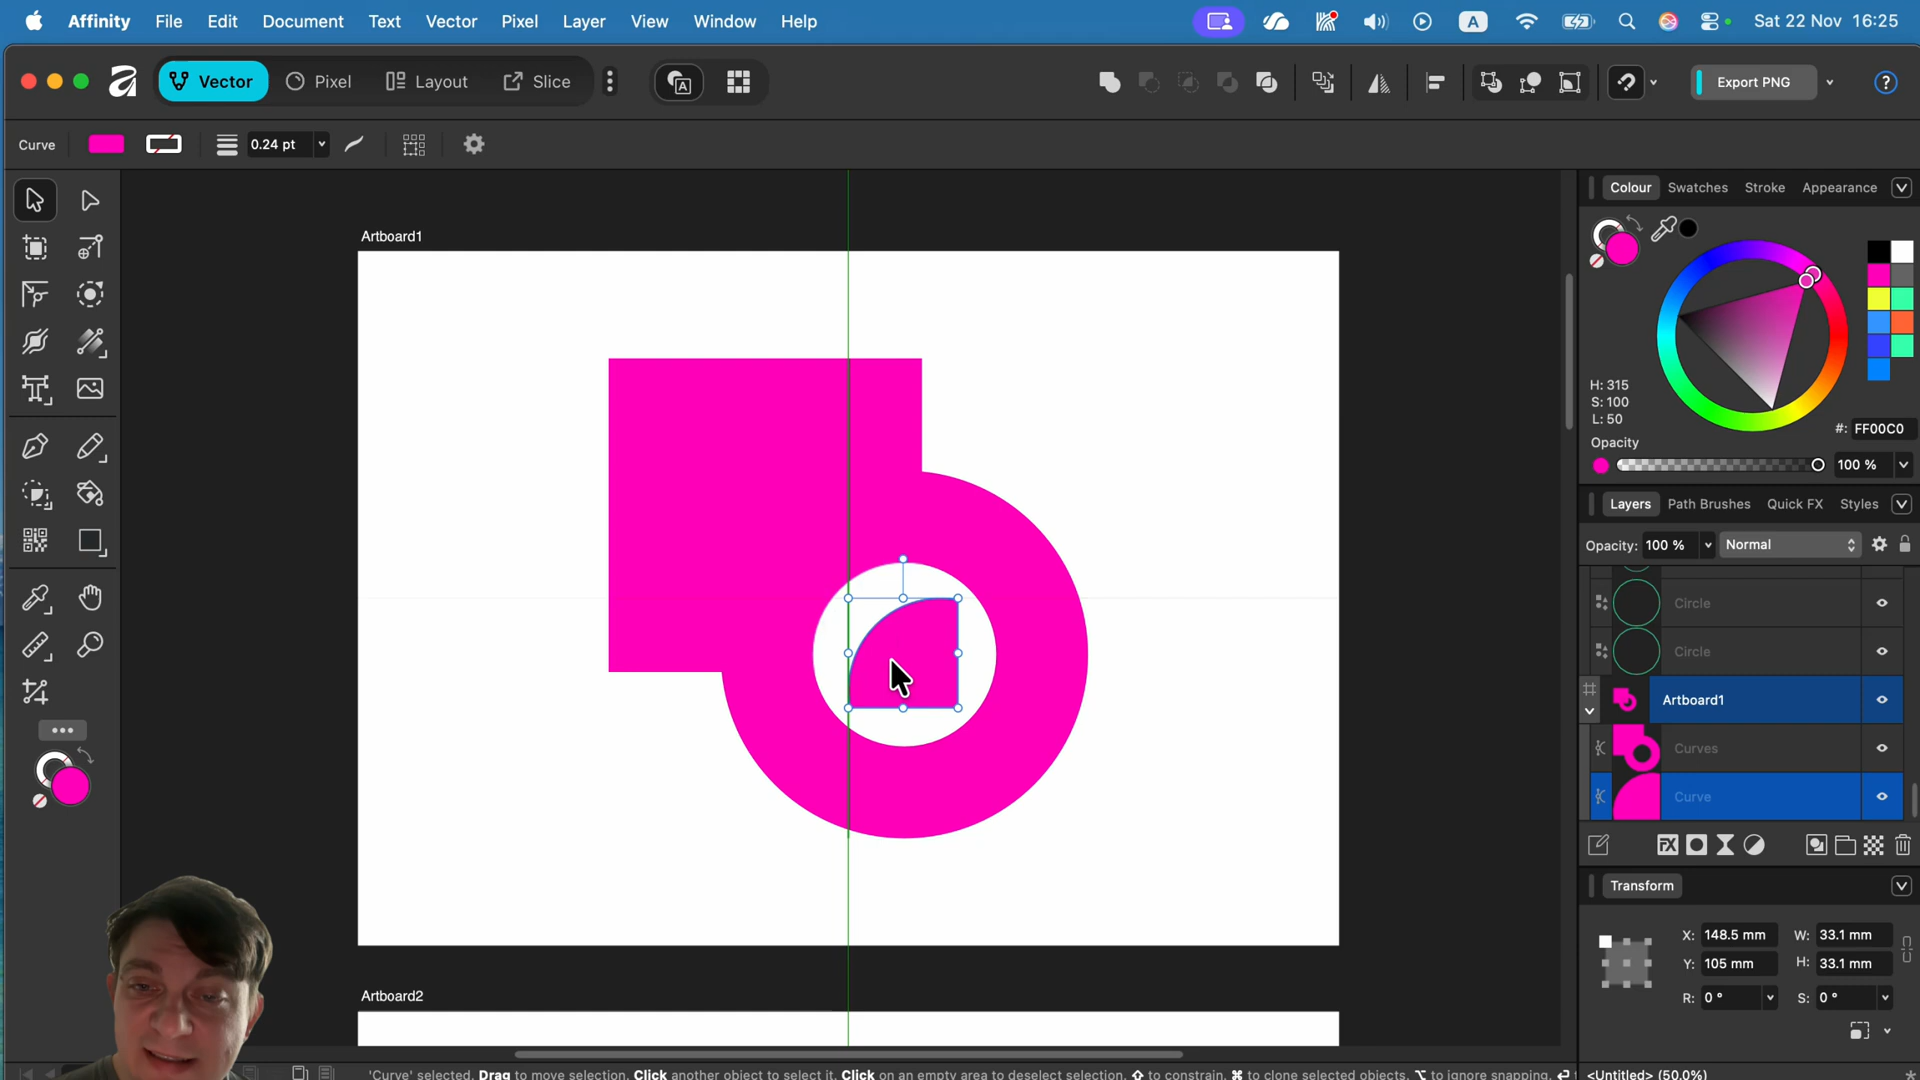 Affinity File Edit Document Text Vector Pixel Layer View Window Help A Sat 22 Nov 16:25
Vector Pixel Layout Slice A Export PNG ?
Curve 0.24 pt
Colour Swatches Stroke Appearance
Artboard1
H: 315
S: 100
L: 50
#: FF00C0
Opacity
100 %
Layers Path Brushes Quick FX Styles
Opacity: 100 % Normal
Circle
Circle
Artboard1
Curves
Curve
FX
Transform
X: 148.5 mm W: 33.1 mm
Y: 105 mm H: 33.1 mm
R: 0 ° S: 0 °
Artboard2
'Curve' selected. Drag to move selection. Click another object to select it. Click on an empty area to deselect selection. ⇧ to constrain. ⌘ to clone selected objects. ⌥ to ignore snapping. <Untitled> (50.0%)